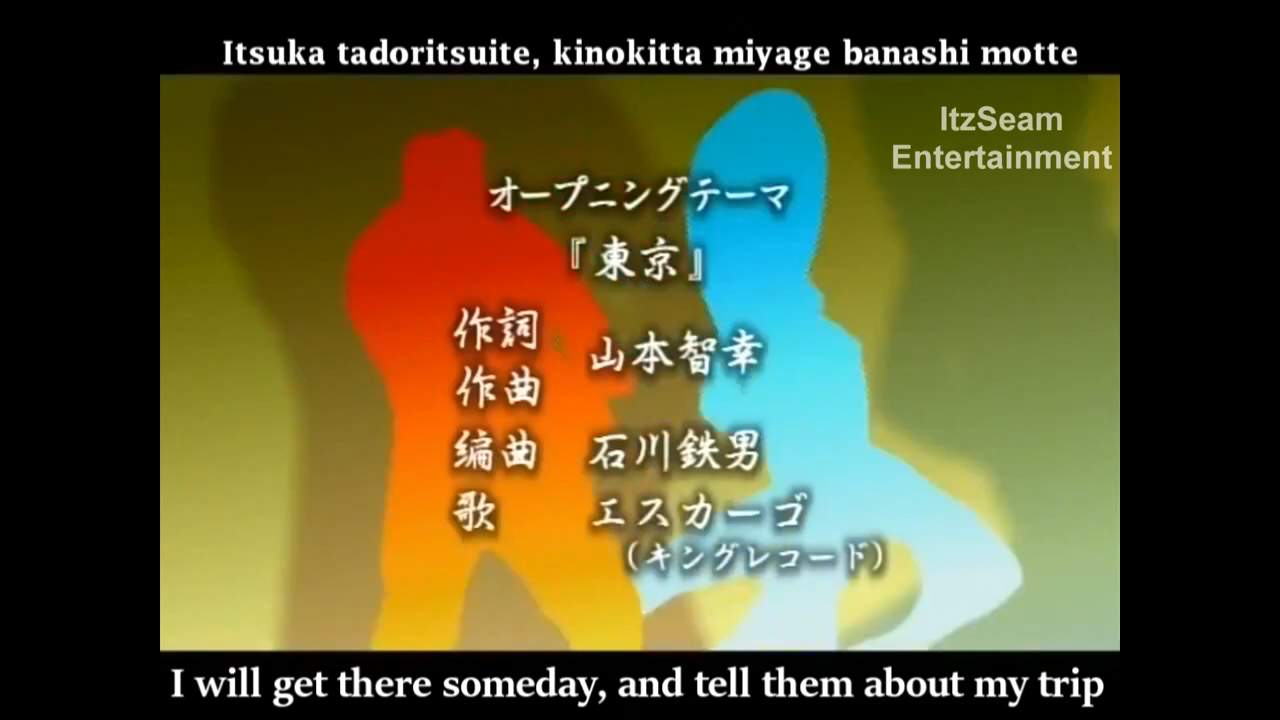 Itsuka tadoritsuite, kinokitta miyage banashi motte
ItzSeam
Entertainment
オープニングテーマ
『東京』
作詞
作曲
山本智幸
編曲 石川鉄男
歌 エスカーゴ
(キングレコード)
I will get there someday, and tell them about my trip